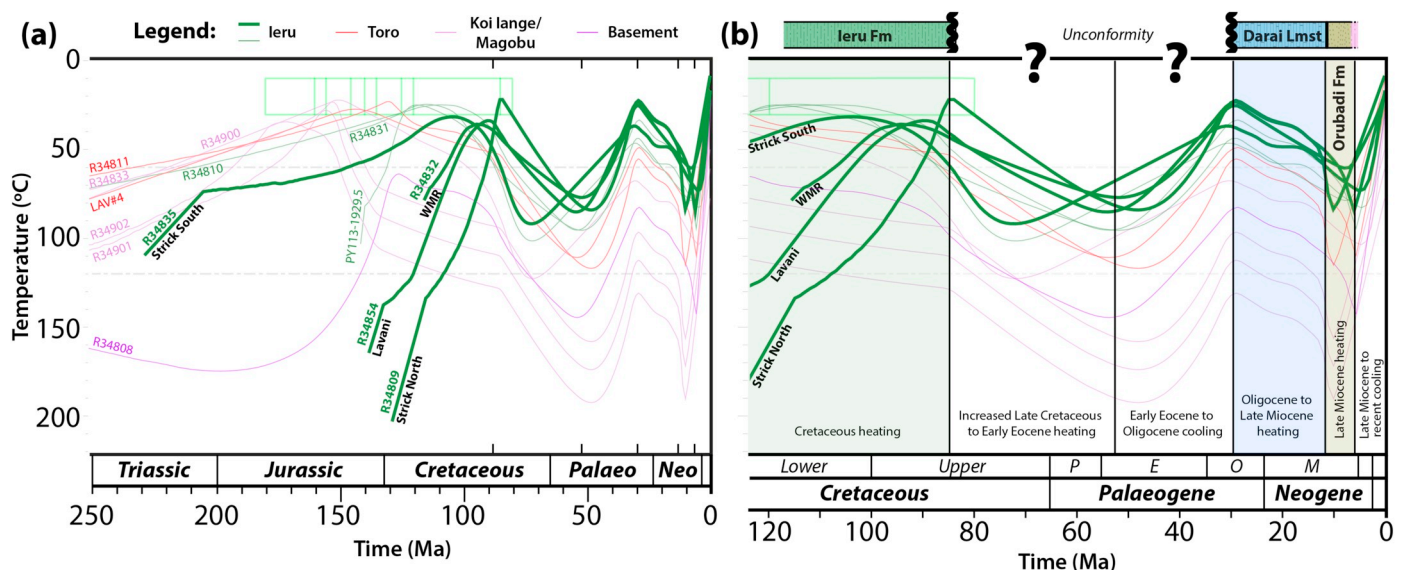 (a)
Legend:
Ieru
Toro
Koi lange/
Magobu
Basement
0
50
100
150
200
Temperature (ºC)
R34811
R34833
LAV#4
R34902
R34901
R34808
R34900
R34810
R34831
R34835
Strick South
PY113-1929.5
R34832
WMR
R34854
Lavani
R34809
Strick North
Triassic
Jurassic
Cretaceous
Palaeo
Neo
250
200
150
100
50
0
Time (Ma)
(b)
Ieru Fm
Unconformity
Darai Lmst
?
?
Orubadi Fm
Strick South
WMR
Lavani
Strick North
Cretaceous heating
Increased Late Cretaceous
to Early Eocene heating
Early Eocene to
Oligocene cooling
Oligocene to
Late Miocene
heating
Late Miocene heating
Late Miocene to
recent cooling
Lower
Upper
P
E
O
M
Cretaceous
Palaeogene
Neogene
120
100
80
60
40
20
0
Time (Ma)